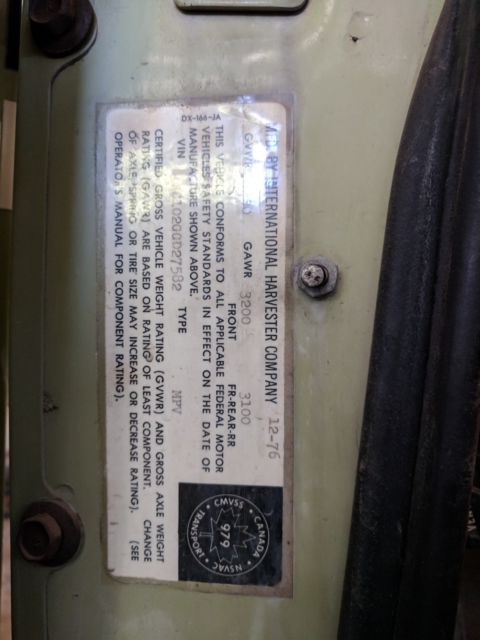 MFD BY INTERNATIONAL HARVESTER COMPANY 12-76
GVWR GAWR 3200 3100
FRONT FR-REAR-RR
THIS VEHICLE CONFORMS TO ALL APPLICABLE FEDERAL MOTOR
VEHICLE SAFETY STANDARDS IN EFFECT ON THE DATE OF
MANUFACTURE SHOWN ABOVE.
VIN TYPE MPV
CERTIFIED GROSS VEHICLE WEIGHT RATING (GVWR) AND GROSS AXLE WEIGHT
RATING (GAWR) ARE BASED ON RATING OF LEAST COMPONENT. CHANGE
OF AXLE, SPRING OR TIRE SIZE MAY INCREASE OR DECREASE RATING). (SEE
OPERATOR'S MANUAL FOR COMPONENT RATING).
DX-166-JA
CANADA
CMVSS
979
NSVAC
TRANSPORT